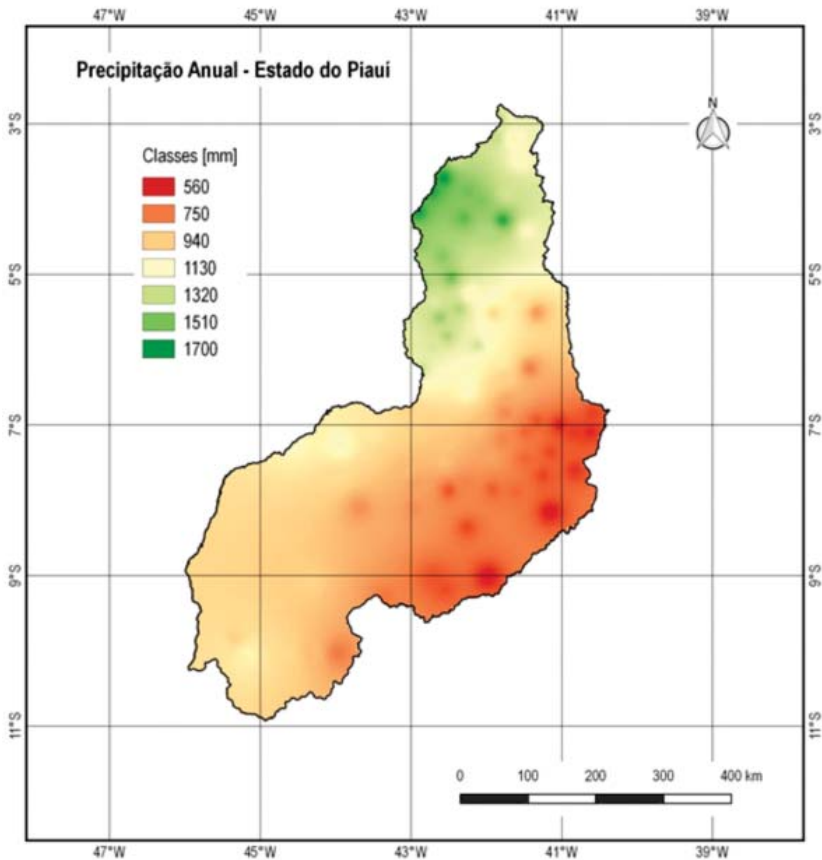 47°W 45°W 43°W 41°W 39°W
Precipitação Anual - Estado do Piauí
N
3°S 3°S
Classes [mm]
560
750
940
1130
1320
1510
1700
5°S 5°S
7°S 7°S
9°S 9°S
11°S 11°S
0 100 200 300 400 km
47°W 45°W 43°W 41°W 39°W